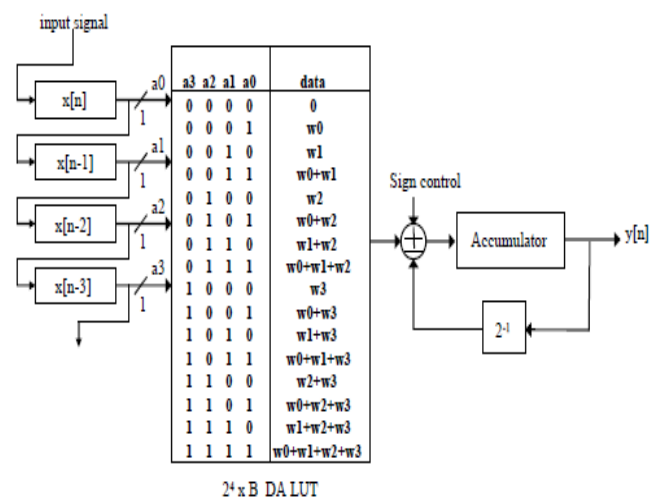 input signal
x[n]
a0
1
x[n-1]
a1
1
x[n-2]
a2
1
x[n-3]
a3
1
a3 a2 a1 a0 data
0 0 0 0 0
0 0 0 1 w0
0 0 1 0 w1
0 0 1 1 w0+w1
0 1 0 0 w2
0 1 0 1 w0+w2
0 1 1 0 w1+w2
0 1 1 1 w0+w1+w2
1 0 0 0 w3
1 0 0 1 w0+w3
1 0 1 0 w1+w3
1 0 1 1 w0+w1+w3
1 1 0 0 w2+w3
1 1 0 1 w0+w2+w3
1 1 1 0 w1+w2+w3
1 1 1 1 w0+w1+w2+w3
2⁴ x B DA LUT
Sign control
±
Accumulator
y[n]
2⁻¹